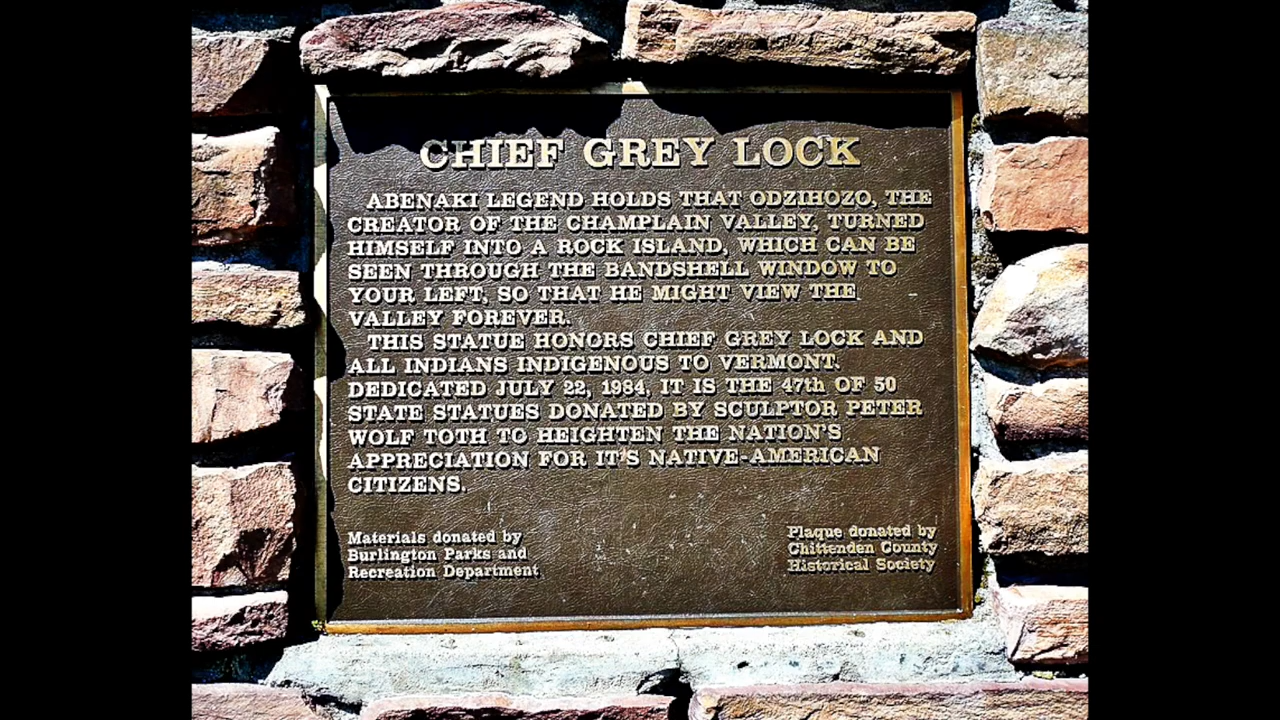 CHIEF GREY LOCK
ABENAKI LEGEND HOLDS THAT ODZIHOZO, THE
CREATOR OF THE CHAMPLAIN VALLEY, TURNED
HIMSELF INTO A ROCK ISLAND, WHICH CAN BE
SEEN THROUGH THE BANDSHELL WINDOW TO
YOUR LEFT, SO THAT HE MIGHT VIEW THE
VALLEY FOREVER.
THIS STATUE HONORS CHIEF GREY LOCK AND
ALL INDIANS INDIGENOUS TO VERMONT.
DEDICATED JULY 22, 1984, IT IS THE 47th OF 50
STATE STATUES DONATED BY SCULPTOR PETER
WOLF TOTH TO HEIGHTEN THE NATION'S
APPRECIATION FOR IT'S NATIVE-AMERICAN
CITIZENS.
Materials donated by
Burlington Parks and
Recreation Department
Plaque donated by
Chittenden County
Historical Society